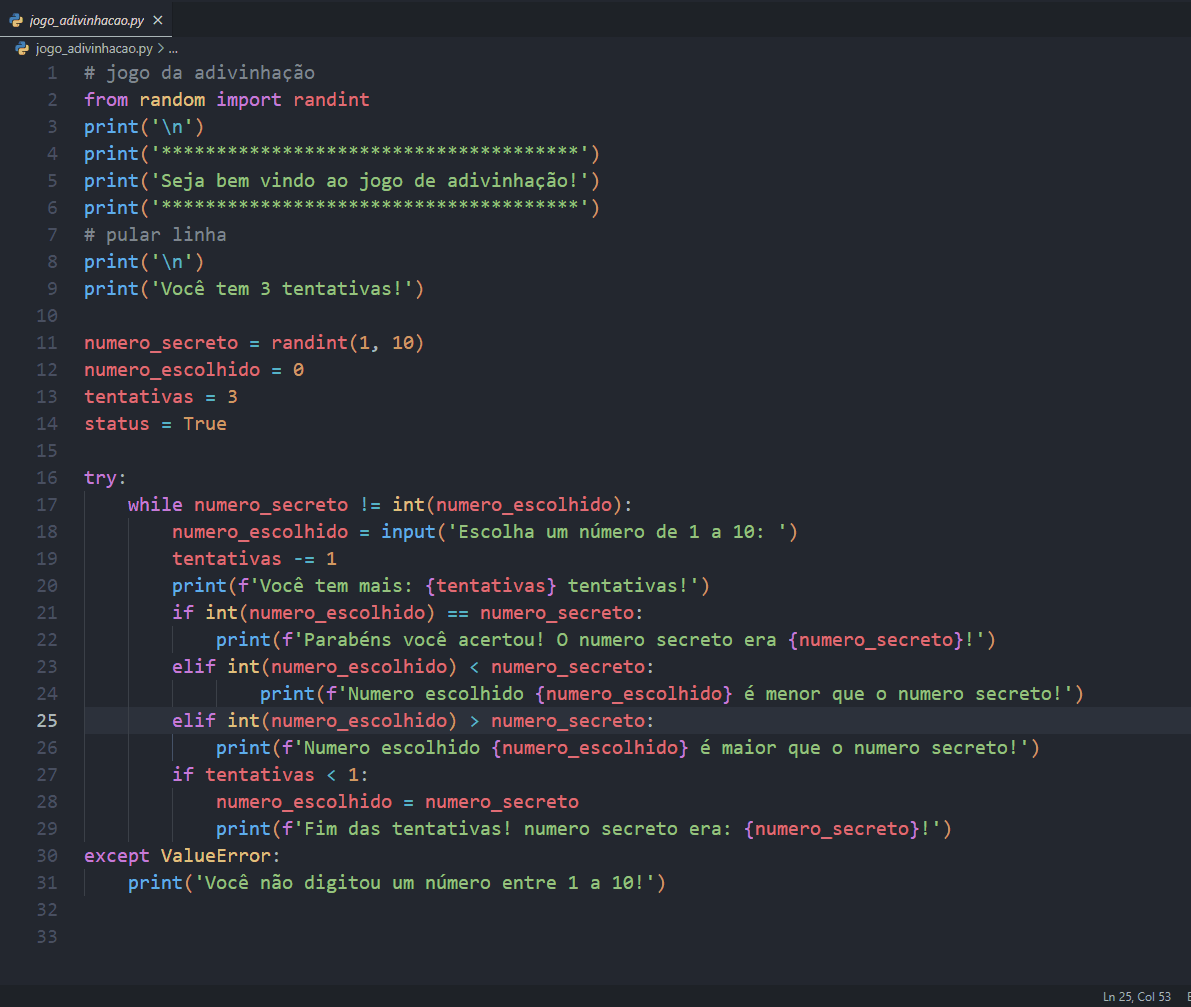 jogo_adivinhacao.py ×
jogo_adivinhacao.py > ...
1 # jogo da adivinhação
2 from random import randint
3 print('\n')
4 print('**************************************')
5 print('Seja bem vindo ao jogo de adivinhação!')
6 print('**************************************')
7 # pular linha
8 print('\n')
9 print('Você tem 3 tentativas!')
10
11 numero_secreto = randint(1, 10)
12 numero_escolhido = 0
13 tentativas = 3
14 status = True
15
16 try:
17     while numero_secreto != int(numero_escolhido):
18         numero_escolhido = input('Escolha um número de 1 a 10: ')
19         tentativas -= 1
20         print(f'Você tem mais: {tentativas} tentativas!')
21         if int(numero_escolhido) == numero_secreto:
22             print(f'Parabéns você acertou! O numero secreto era {numero_secreto}!')
23         elif int(numero_escolhido) < numero_secreto:
24                 print(f'Numero escolhido {numero_escolhido} é menor que o numero secreto!')
25         elif int(numero_escolhido) > numero_secreto:
26             print(f'Numero escolhido {numero_escolhido} é maior que o numero secreto!')
27         if tentativas < 1:
28             numero_escolhido = numero_secreto
29             print(f'Fim das tentativas! numero secreto era: {numero_secreto}!')
30 except ValueError:
31     print('Você não digitou um número entre 1 a 10!')
32
33
Ln 25, Col 53